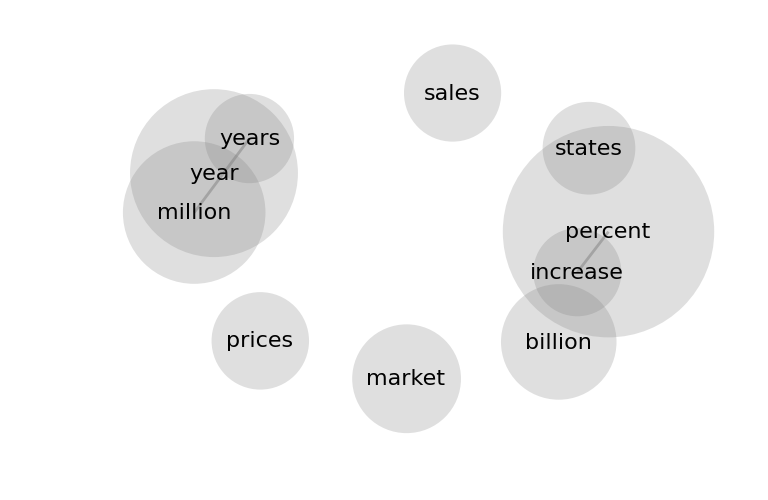 sales
years
states
year
million
percent
increase
prices
billion
market